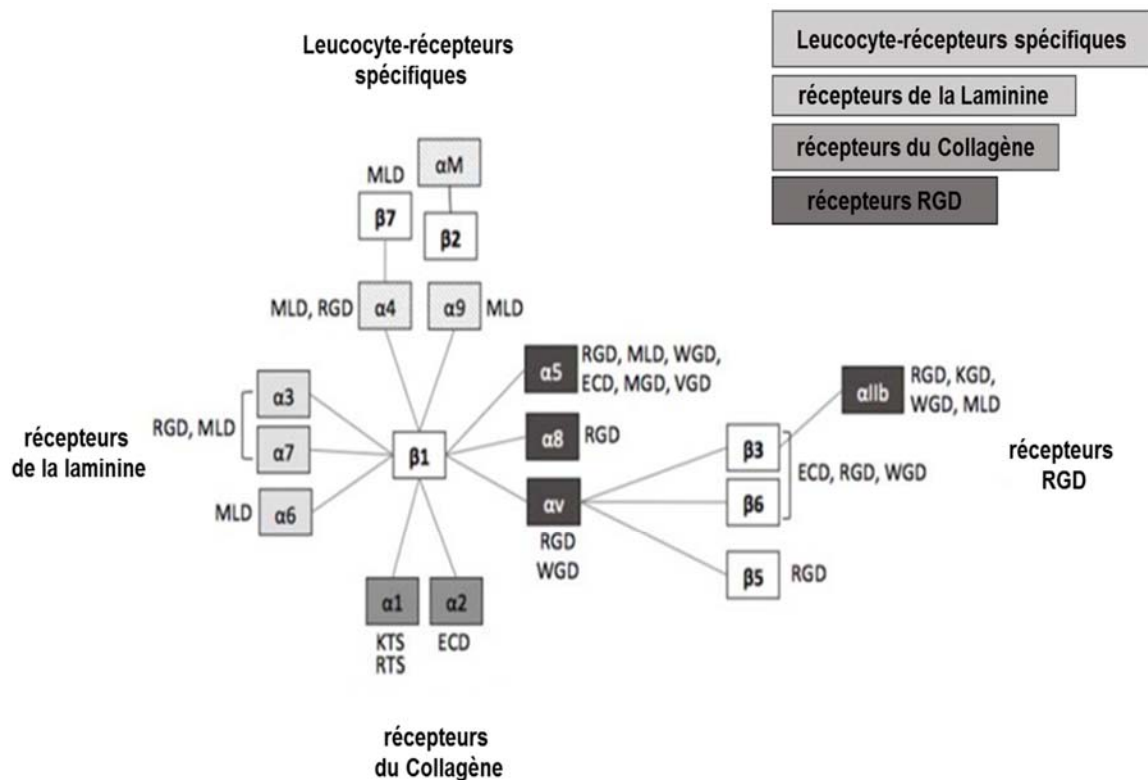 Leucocyte-récepteurs
spécifiques
Leucocyte-récepteurs spécifiques
récepteurs de la Laminine
récepteurs du Collagène
récepteurs RGD
αM
MLD
β7
β2
MLD, RGD
α4
α9
MLD
α5
RGD, MLD, WGD,
ECD, MGD, VGD
αIIb
RGD, KGD,
WGD, MLD
récepteurs
de la laminine
RGD, MLD
α3
α7
MLD
α6
β1
α8
RGD
αv
RGD
WGD
β3
β6
ECD, RGD, WGD
β5
RGD
récepteurs
RGD
α1
KTS
RTS
α2
ECD
récepteurs
du Collagène